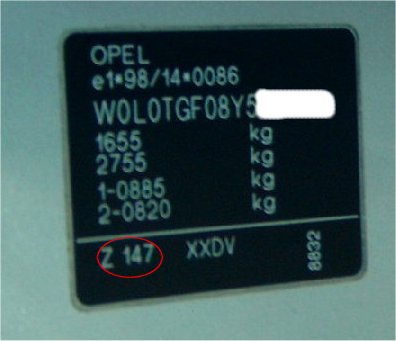 OPEL
e1*98/14*0086
W0L0TGF08Y5
1655 kg
2755 kg
1-0885 kg
2-0820 kg
Z 147 XXDV
8832